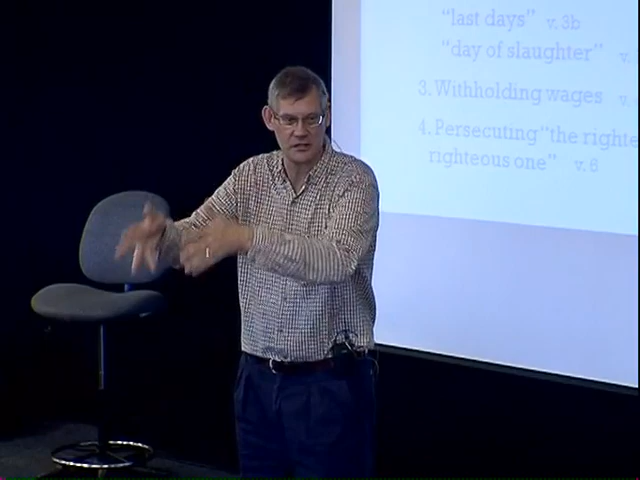 "last days" v. 3b
"day of slaughter" v.
3. Withholding wages v.
4. Persecuting "the righte
righteous one" v. 6